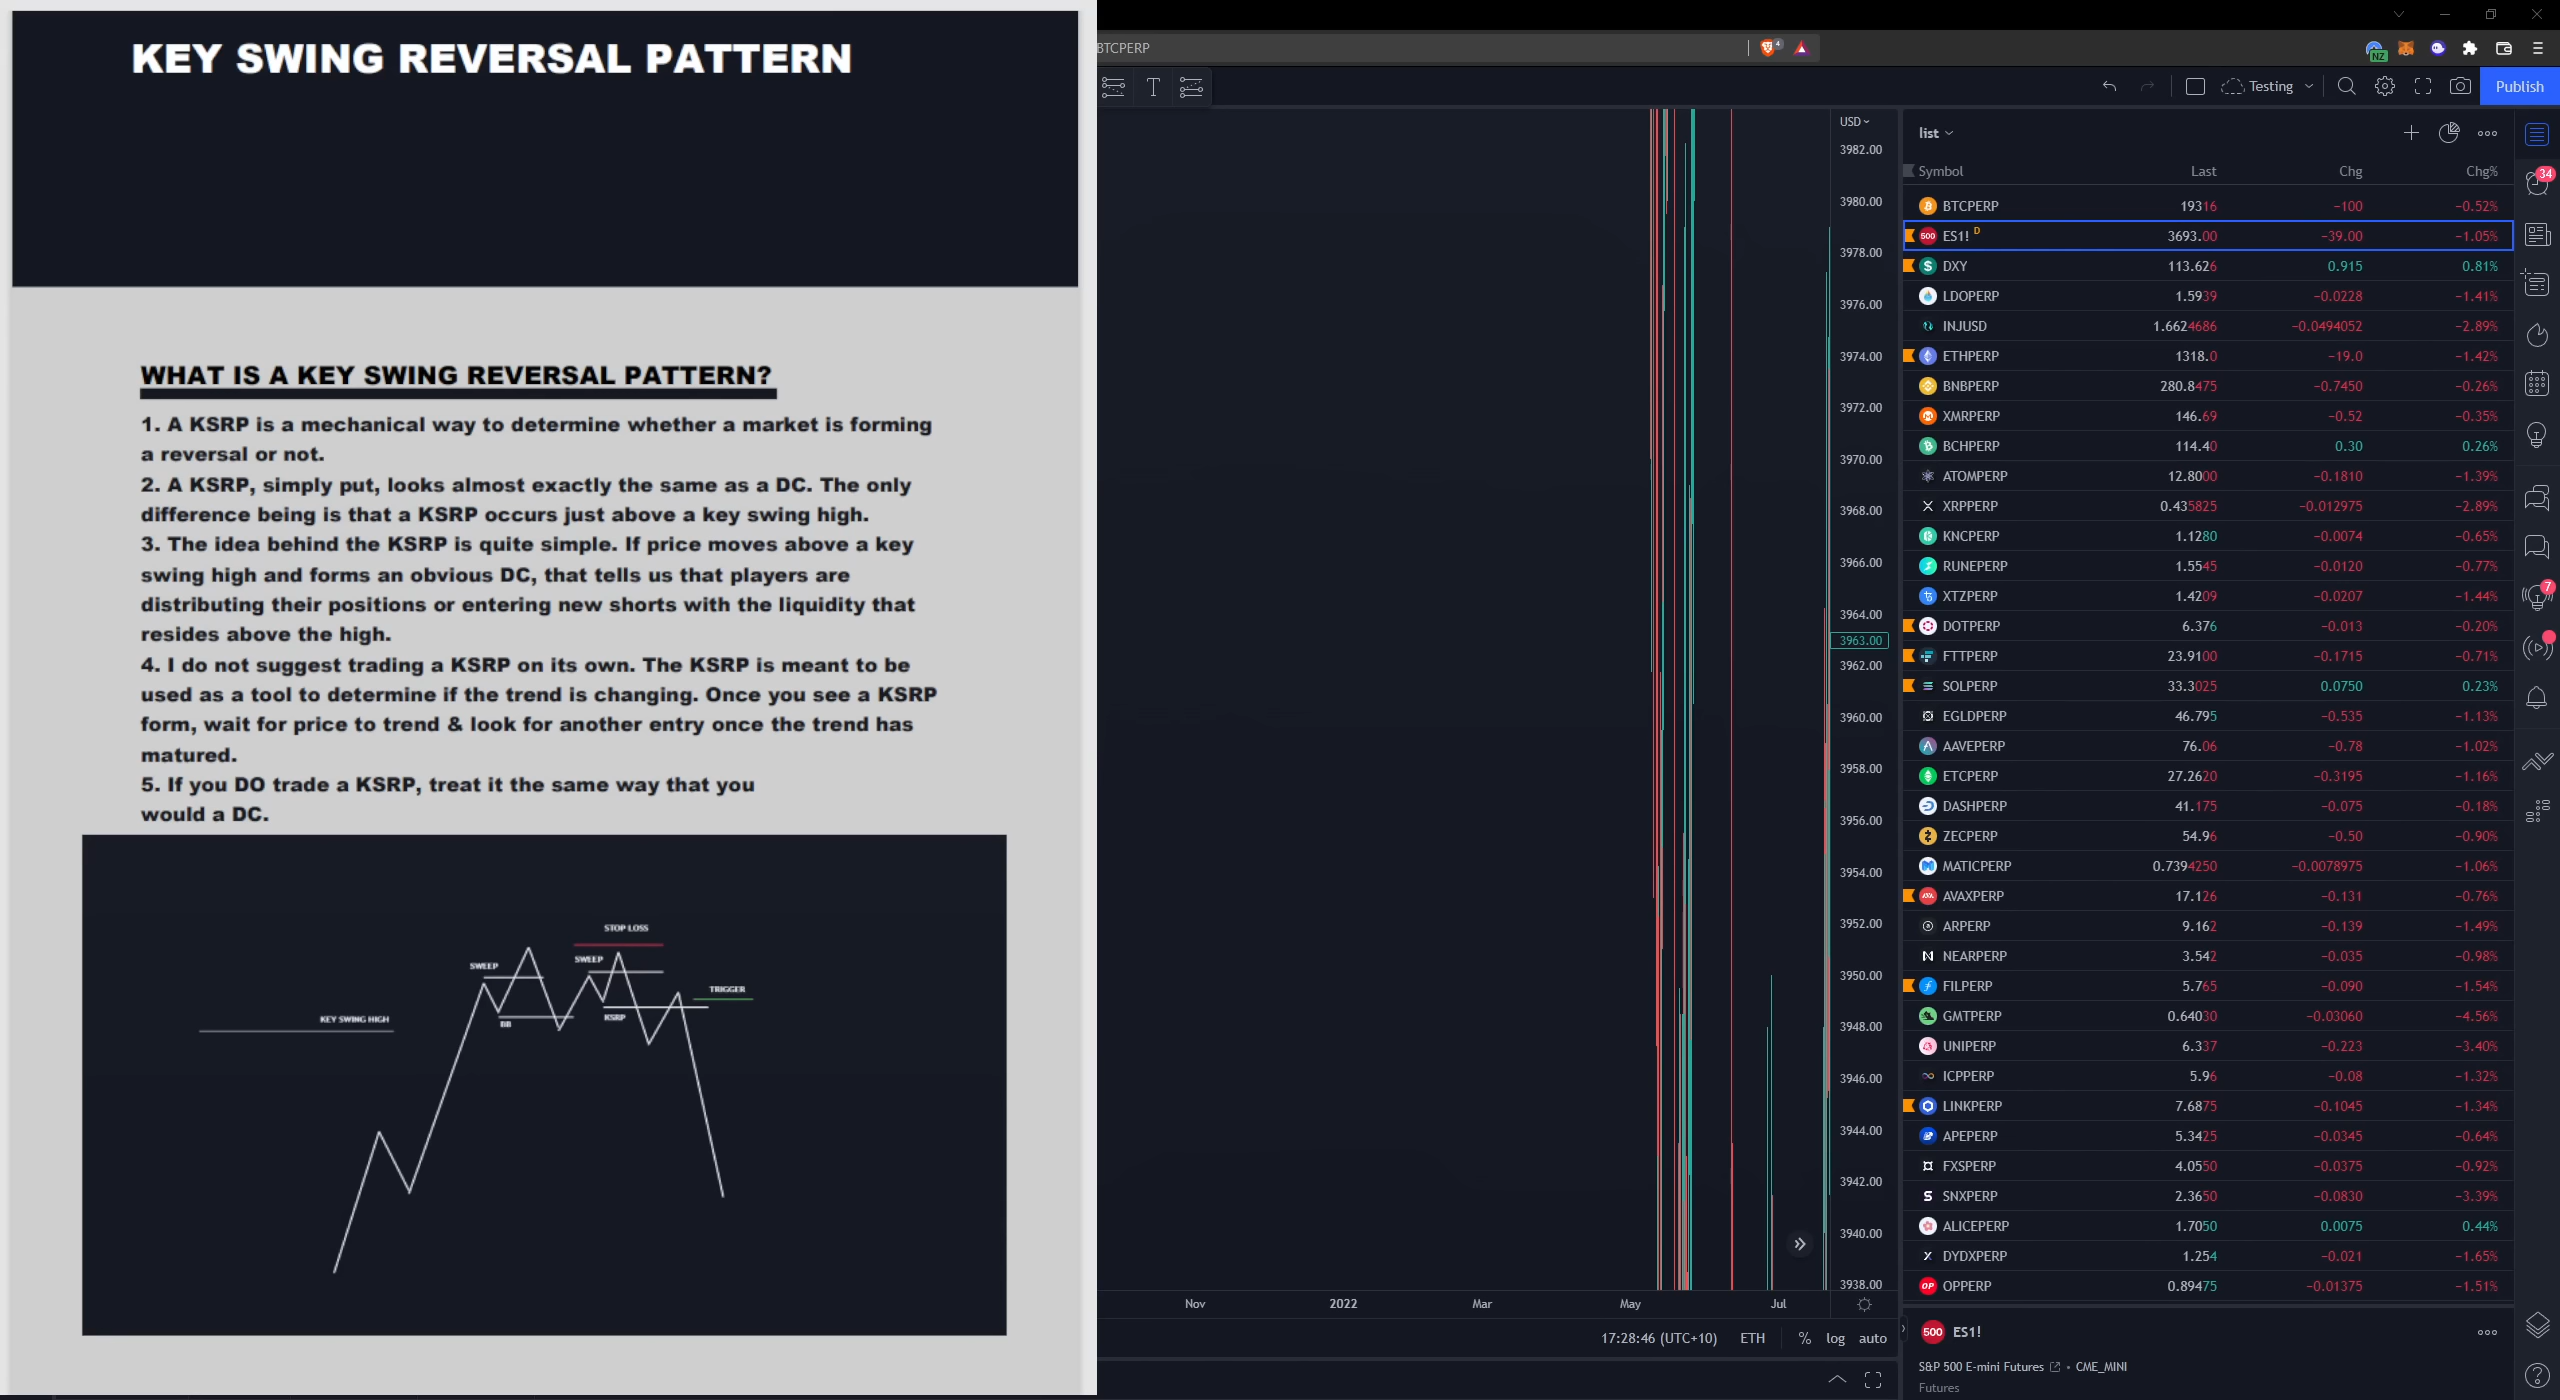 KEY SWING REVERSAL PATTERN
WHAT IS A KEY SWING REVERSAL PATTERN?
1. A KSRP is a mechanical way to determine whether a market is forming
a reversal or not.
2. A KSRP, simply put, looks almost exactly the same as a DC. The only
difference being is that a KSRP occurs just above a key swing high.
3. The idea behind the KSRP is quite simple. If price moves above a key
swing high and forms an obvious DC, that tells us that players are
distributing their positions or entering new shorts with the liquidity that
resides above the high.
4. I do not suggest trading a KSRP on its own. The KSRP is meant to be
used as a tool to determine if the trend is changing. Once you see a KSRP
form, wait for price to trend & look for another entry once the trend has
matured.
5. If you DO trade a KSRP, treat it the same way that you
would a DC.
STOP LOSS
SWEEP
SWEEP
TRIGGER
KEY SWING HIGH
BB
KSRP
BTCPERP
4
NZ
T
Testing
Publish
USD
3982.00
3980.00
3978.00
3976.00
3974.00
3972.00
3970.00
3968.00
3966.00
3964.00
3963.00
3962.00
3960.00
3958.00
3956.00
3954.00
3952.00
3950.00
3948.00
3946.00
3944.00
3942.00
3940.00
3938.00
Nov 2022 Mar May Jul
17:28:46 (UTC+10) ETH % log auto
list
Symbol Last Chg Chg%
BTCPERP 19316 −100 −0.52%
500 ES1! D 3693.00 −39.00 −1.05%
DXY 113.626 0.915 0.81%
LDOPERP 1.5939 −0.0228 −1.41%
INJUSD 1.6624686 −0.0494052 −2.89%
ETHPERP 1318.0 −19.0 −1.42%
BNBPERP 280.8475 −0.7450 −0.26%
XMRPERP 146.69 −0.52 −0.35%
BCHPERP 114.40 0.30 0.26%
ATOMPERP 12.8000 −0.1810 −1.39%
XRPPERP 0.435825 −0.012975 −2.89%
KNCPERP 1.1280 −0.0074 −0.65%
RUNEPERP 1.5545 −0.0120 −0.77%
XTZPERP 1.4209 −0.0207 −1.44%
DOTPERP 6.376 −0.013 −0.20%
FTTPERP 23.9100 −0.1715 −0.71%
SOLPERP 33.3025 0.0750 0.23%
EGLDPERP 46.795 −0.535 −1.13%
AAVEPERP 76.06 −0.78 −1.02%
ETCPERP 27.2620 −0.3195 −1.16%
DASHPERP 41.175 −0.075 −0.18%
ZECPERP 54.96 −0.50 −0.90%
MATICPERP 0.7394250 −0.0078975 −1.06%
AVAXPERP 17.126 −0.131 −0.76%
ARPERP 9.162 −0.139 −1.49%
NEARPERP 3.542 −0.035 −0.98%
FILPERP 5.765 −0.090 −1.54%
GMTPERP 0.64030 −0.03060 −4.56%
UNIPERP 6.337 −0.223 −3.40%
ICPPERP 5.96 −0.08 −1.32%
LINKPERP 7.6875 −0.1045 −1.34%
APEPERP 5.3425 −0.0345 −0.64%
FXSPERP 4.0550 −0.0375 −0.92%
SNXPERP 2.3650 −0.0830 −3.39%
ALICEPERP 1.7050 0.0075 0.44%
DYDXPERP 1.254 −0.021 −1.65%
OP OPPERP 0.89475 −0.01375 −1.51%
500 ES1!
S&P 500 E-mini Futures • CME_MINI
Futures
34
7